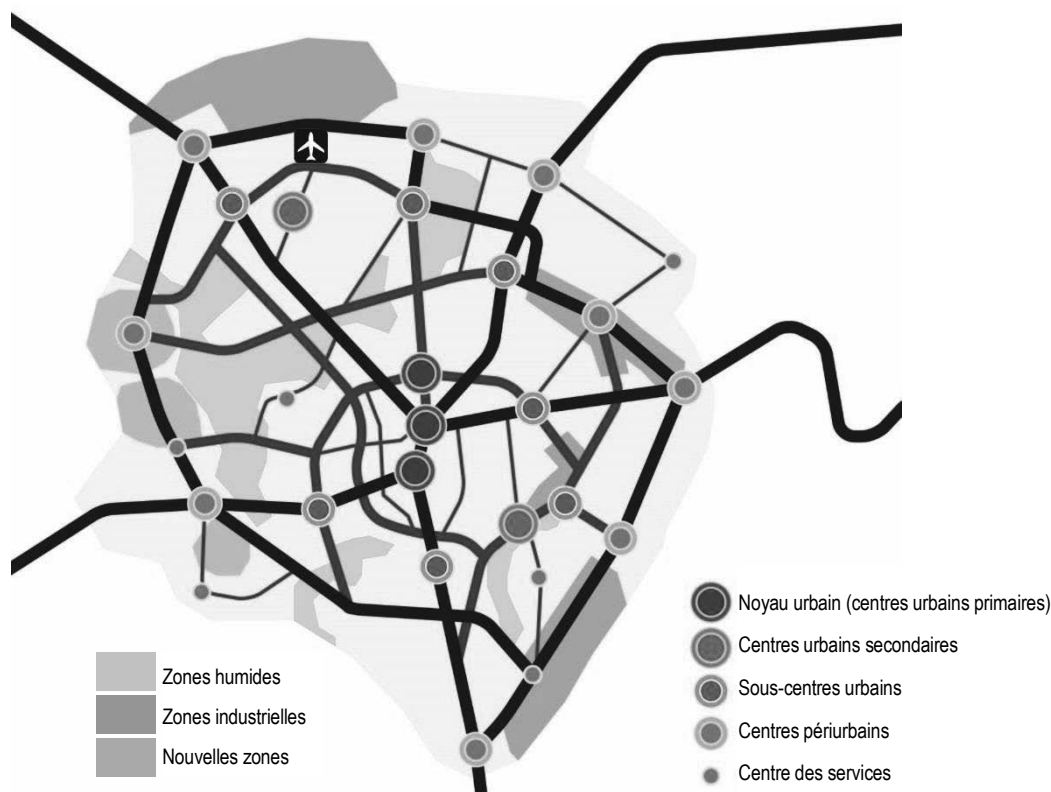 Noyau urbain (centres urbains primaires)
Centres urbains secondaires
Sous-centres urbains
Centres périurbains
Centre des services
Zones humides
Zones industrielles
Nouvelles zones